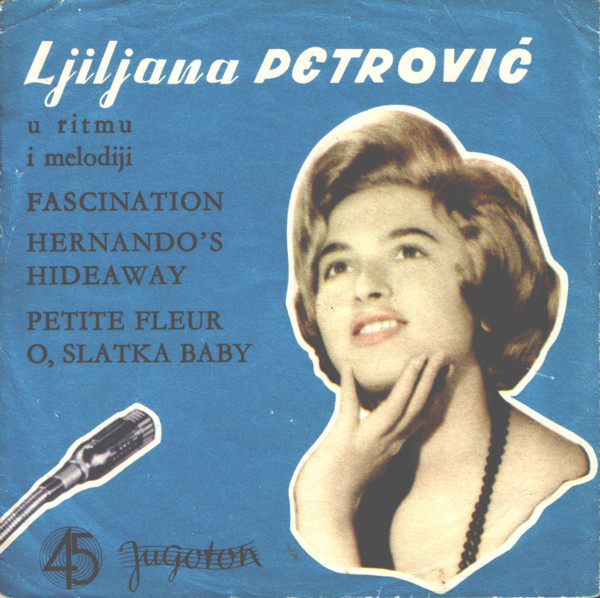 Ljiljana PETROVIĆ
u ritmu
i melodiji
FASCINATION
HERNANDO'S
HIDEAWAY
PETITE FLEUR
O, SLATKA BABY
45 Jugoton